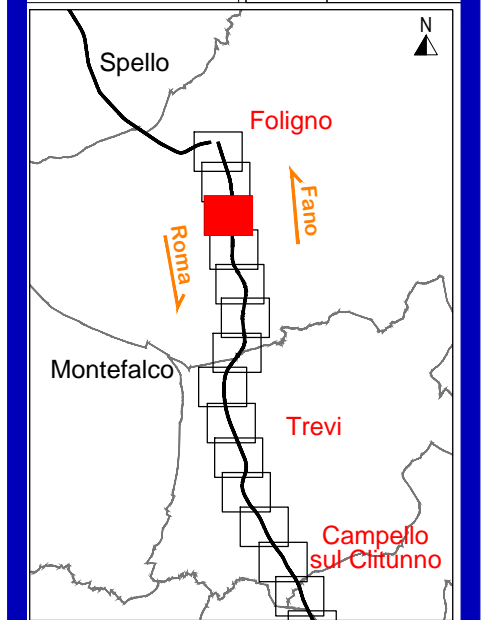 N
Spello
Foligno
Fano
Roma
Montefalco
Trevi
Campello
sul Clitunno